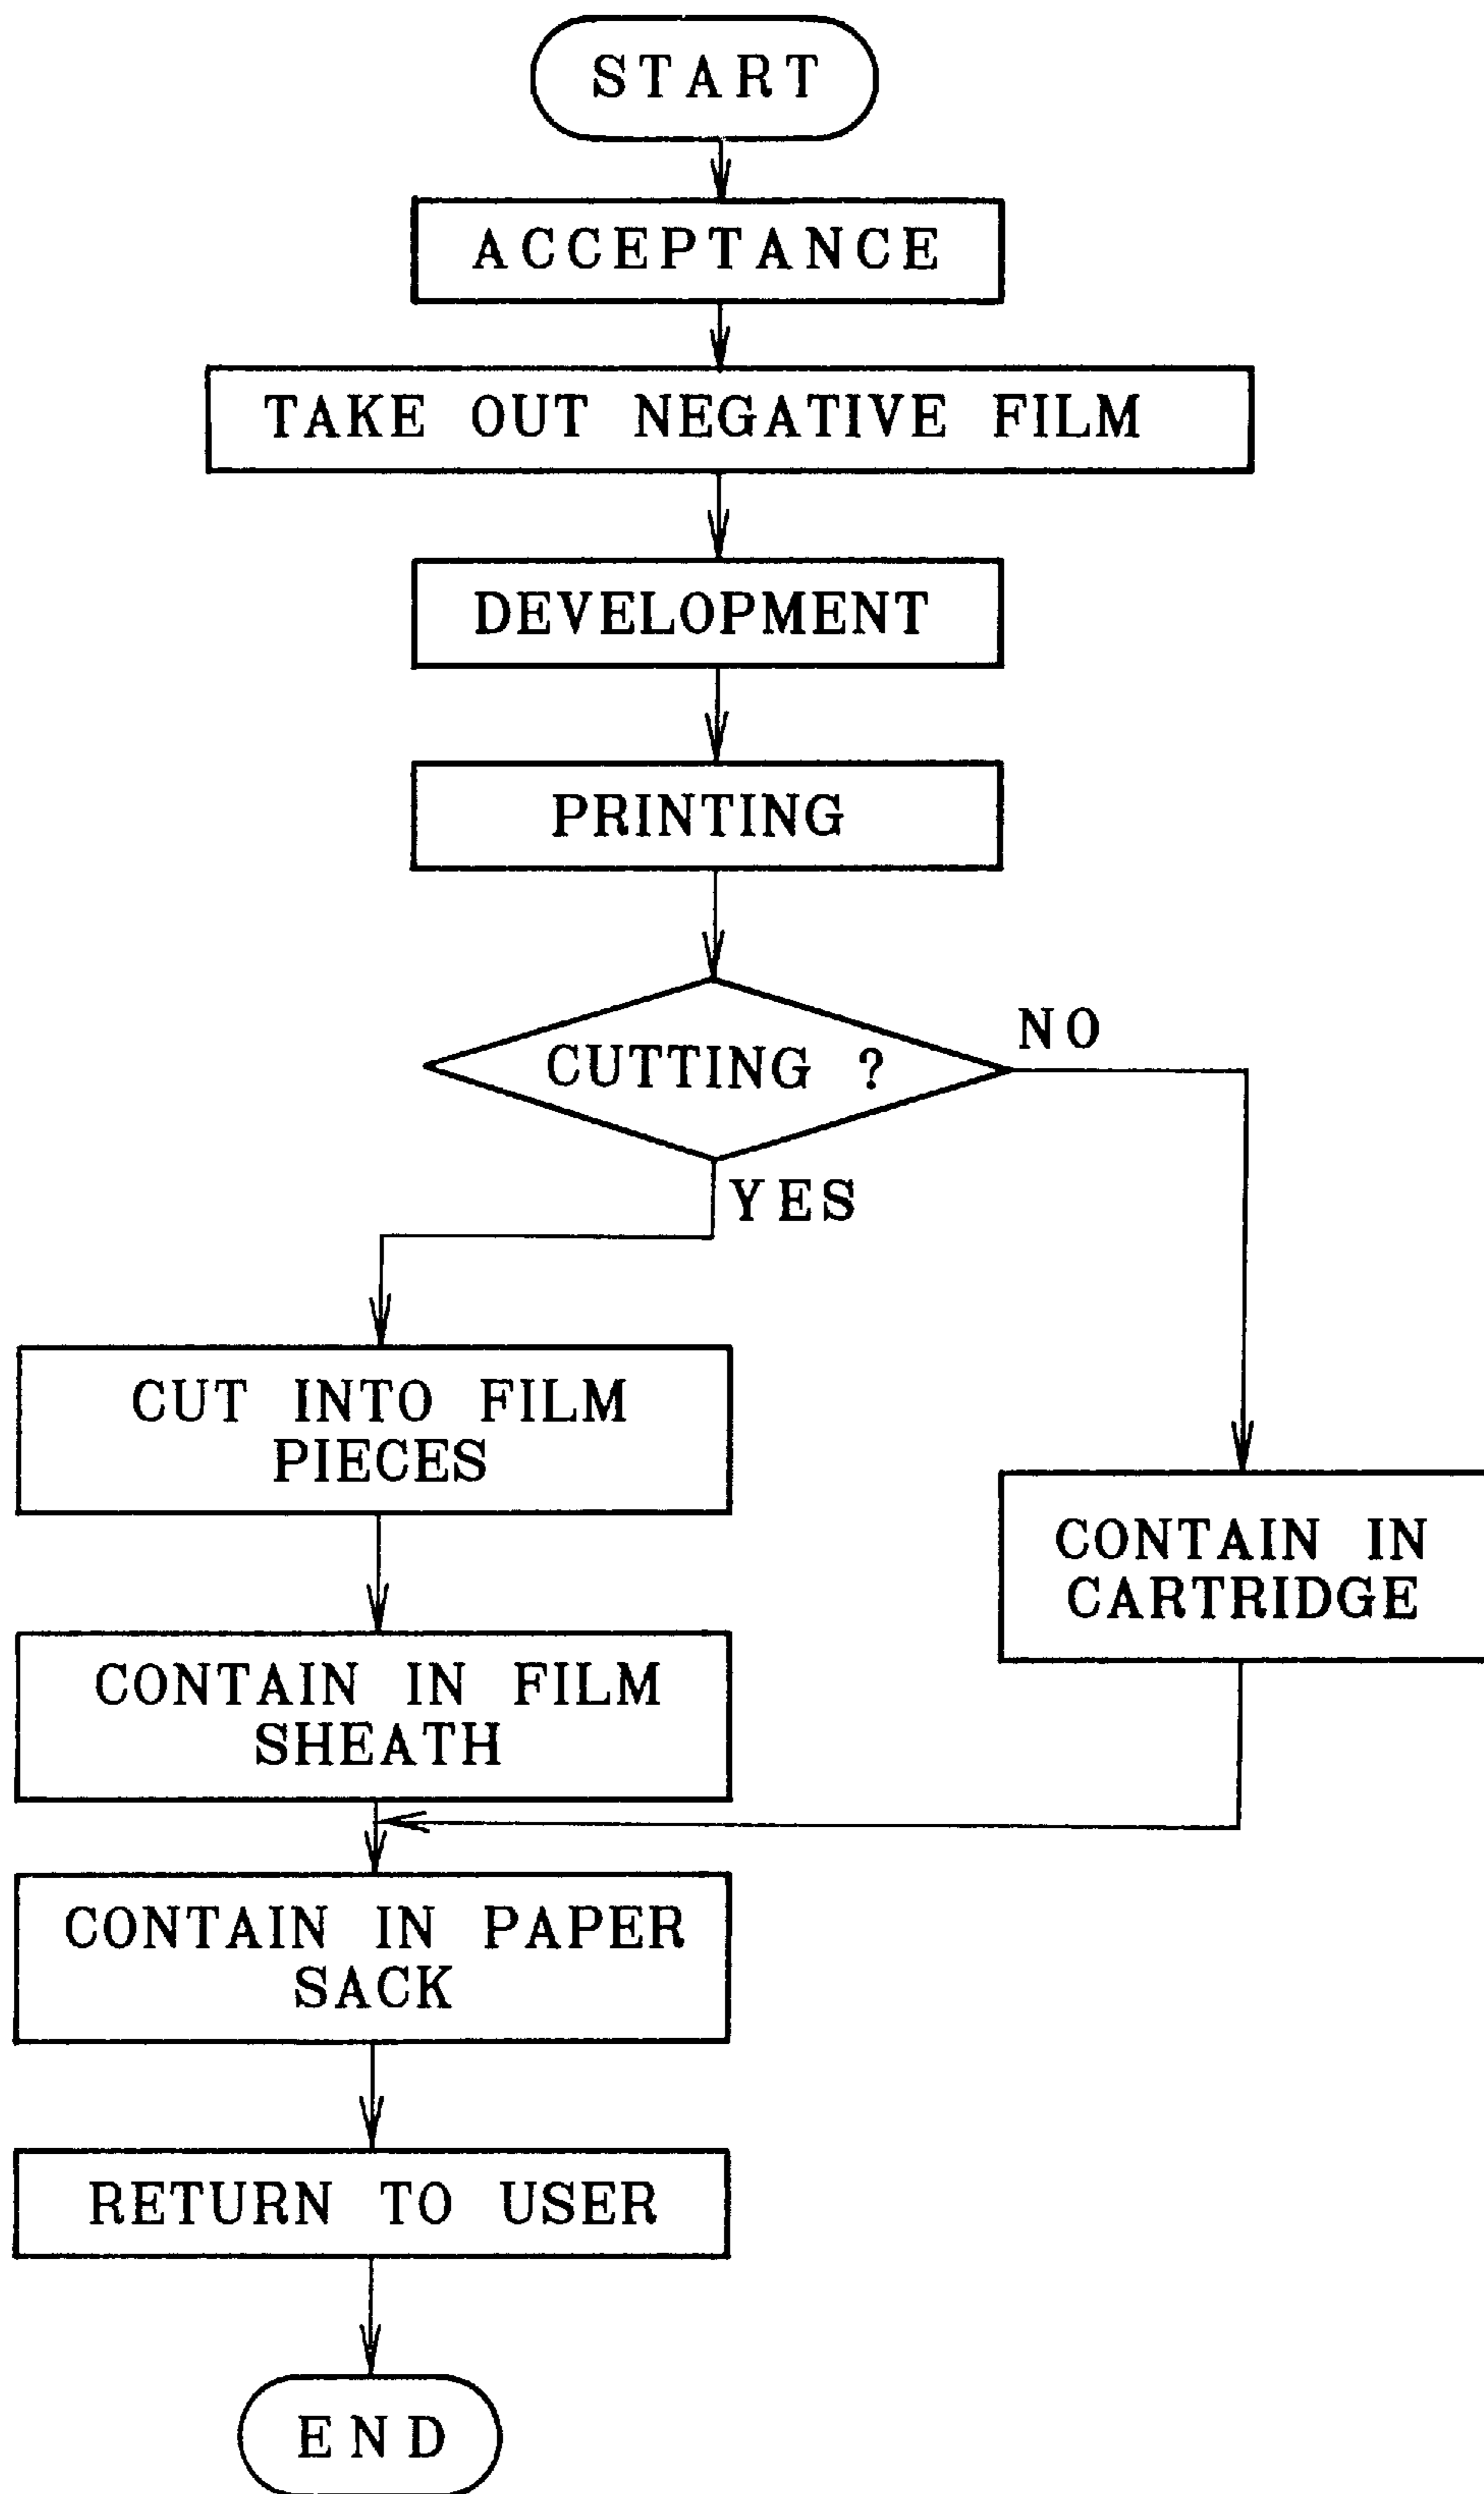 START
ACCEPTANCE
TAKE OUT NEGATIVE FILM
DEVELOPMENT
PRINTING
CUTTING ?
NO
YES
CUT INTO FILM
PIECES
CONTAIN IN
CARTRIDGE
CONTAIN IN FILM
SHEATH
CONTAIN IN PAPER
SACK
RETURN TO USER
END